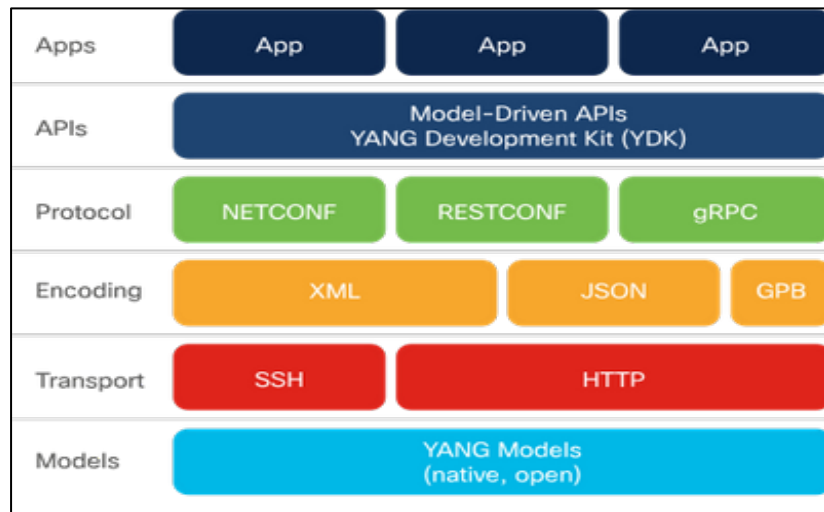 Apps
App
App
App
APIs
Model-Driven APIs
YANG Development Kit (YDK)
Protocol
NETCONF
RESTCONF
gRPC
Encoding
XML
JSON
GPB
Transport
SSH
HTTP
Models
YANG Models
(native, open)